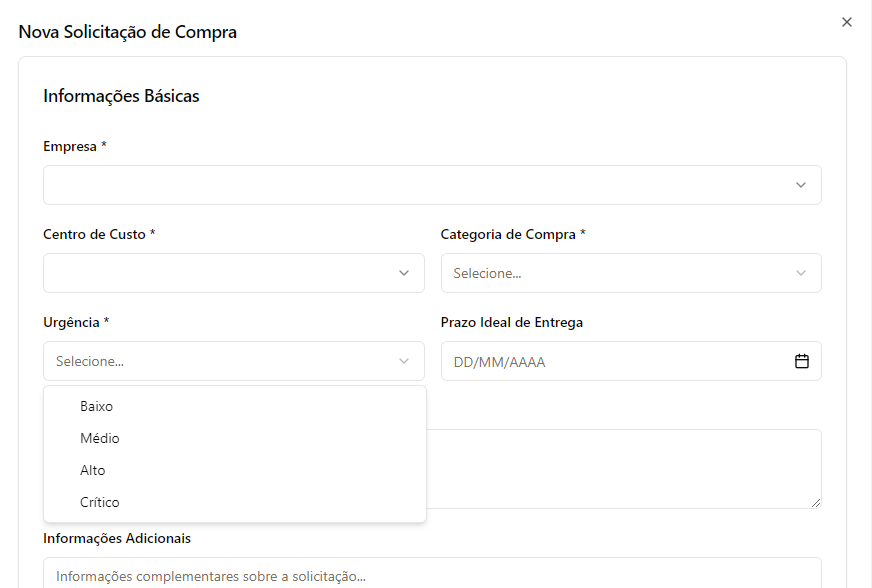 Nova Solicitação de Compra
Informações Básicas
Empresa *
Centro de Custo *
Categoria de Compra *
Selecione...
Urgência *
Prazo Ideal de Entrega
Selecione...
DD/MM/AAAA
Baixo
Médio
Alto
Crítico
Informações Adicionais
Informações complementares sobre a solicitação...